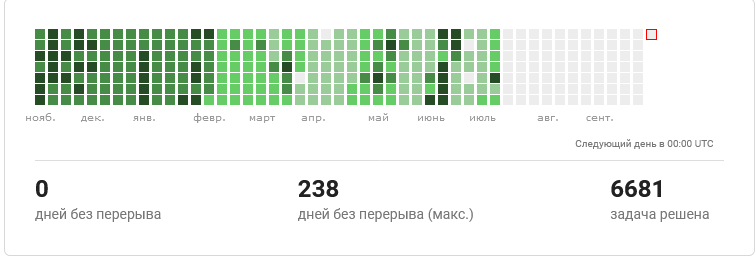 нояб. дек. янв. февр. март апр. май июнь июль авг. сент.
Следующий день в 00:00 UTC
0 238 6681
дней без перерыва дней без перерыва (макс.) задача решена